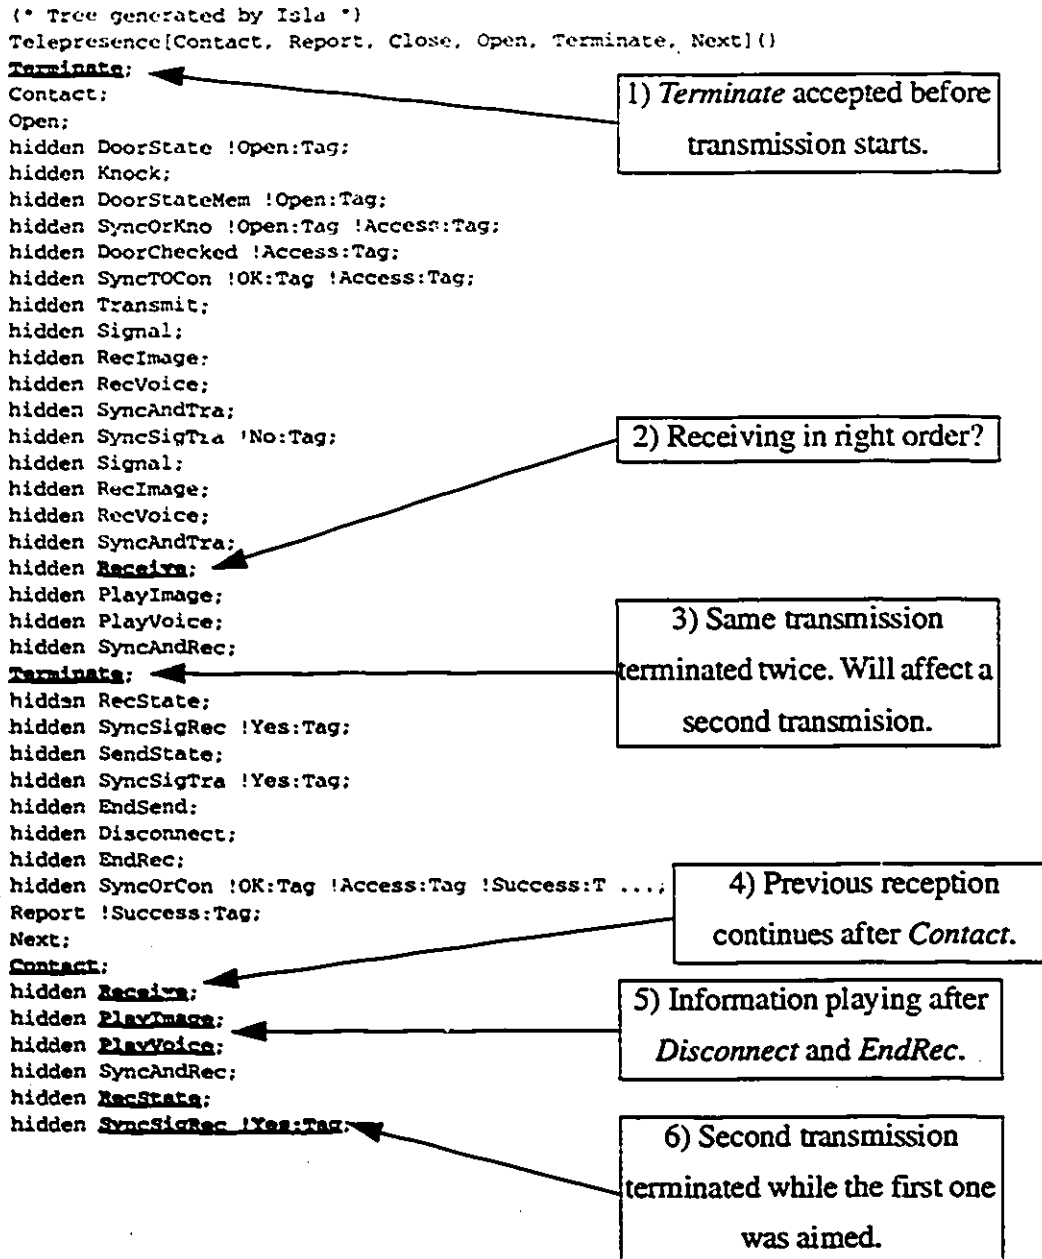 (* Tree generated by Isla *)
Telepresence[Contact, Report, Close, Open, Terminate, Next]()
Terminate;
Contact;
Open;
hidden DoorState !Open:Tag;
hidden Knock;
hidden DoorStateMem !Open:Tag;
hidden SyncOrKno !Open:Tag !Access:Tag;
hidden DoorChecked !Access:Tag;
hidden SyncTOCon !OK:Tag !Access:Tag;
hidden Transmit;
hidden Signal;
hidden RecImage;
hidden RecVoice;
hidden SyncAndTra;
hidden SyncSigTra !No:Tag;
hidden Signal;
hidden RecImage;
hidden RecVoice;
hidden SyncAndTra;
hidden Receive;
hidden PlayImage;
hidden PlayVoice;
hidden SyncAndRec;
Terminate;
hidden RecState;
hidden SyncSigRec !Yes:Tag;
hidden SendState;
hidden SyncSigTra !Yes:Tag;
hidden EndSend;
hidden Disconnect;
hidden EndRec;
hidden SyncOrCon !OK:Tag !Access:Tag !Success:T ...;
Report !Success:Tag;
Next;
Contact;
hidden Receive;
hidden PlayImage;
hidden PlayVoice;
hidden SyncAndRec;
hidden RecState;
hidden SyncSigRec !Yes:Tag;
1) Terminate accepted before
transmission starts.
2) Receiving in right order?
3) Same transmission
terminated twice. Will affect a
second transmision.
4) Previous reception
continues after Contact.
5) Information playing after
Disconnect and EndRec.
6) Second transmission
terminated while the first one
was aimed.